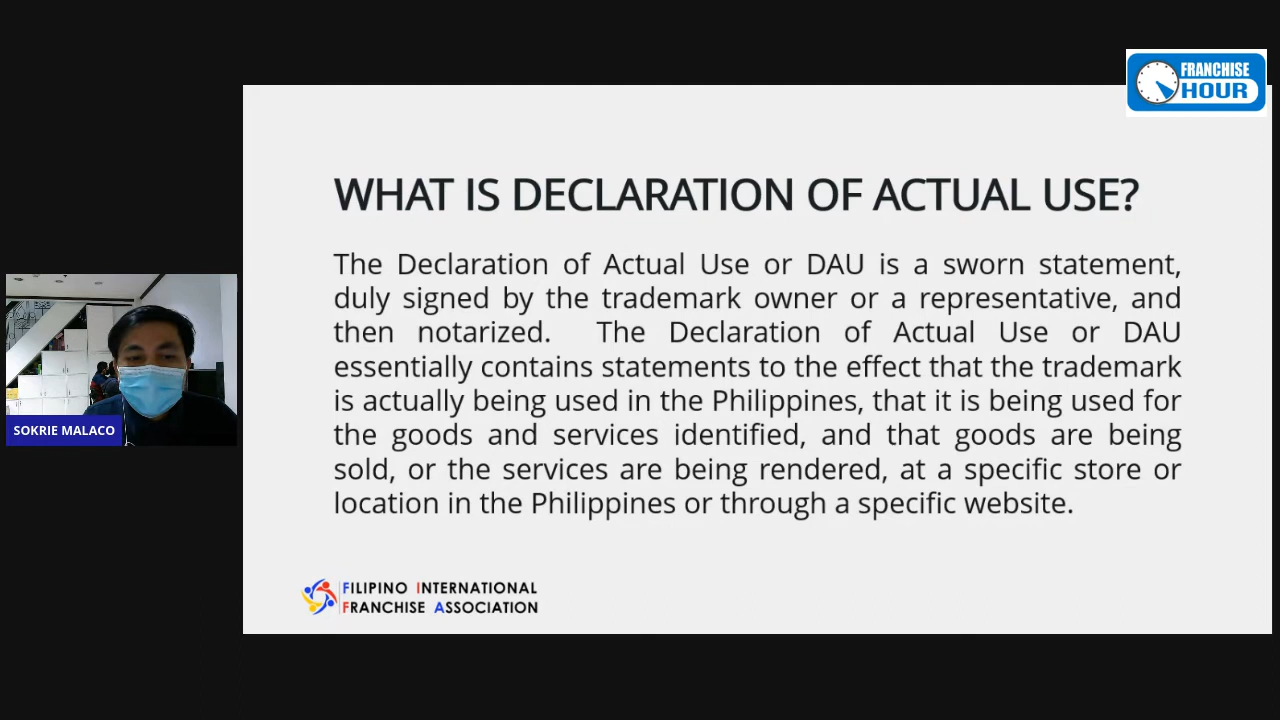 FRANCHISE
HOUR
WHAT IS DECLARATION OF ACTUAL USE?
The Declaration of Actual Use or DAU is a sworn statement,
duly signed by the trademark owner or a representative, and
then notarized. The Declaration of Actual Use or DAU
essentially contains statements to the effect that the trademark
is actually being used in the Philippines, that it is being used for
the goods and services identified, and that goods are being
sold, or the services are being rendered, at a specific store or
location in the Philippines or through a specific website.
SOKRIE MALACO
FILIPINO INTERNATIONAL
FRANCHISE ASSOCIATION